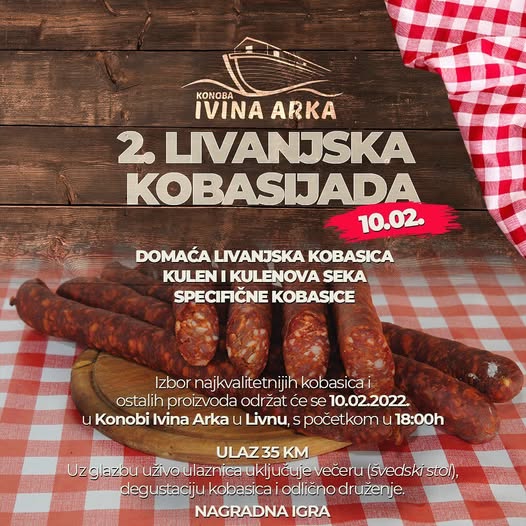 KONOBA
IVINA ARKA
2. LIVANJSKA
KOBASIJADA
10.02.
DOMAĆA LIVANJSKA KOBASICA
KULEN I KULENOVA SEKA
SPECIFIČNE KOBASICE
Izbor najkvalitetnijih kobasica i
ostalih proizvoda održat će se 10.02.2022.
u Konobi Ivina Arka u Livnu, s početkom u 18:00h
ULAZ 35 KM
Uz glazbu uživo ulaznica uključuje večeru (švedski stol),
degustaciju kobasica i odlično druženje.
NAGRADNA IGRA